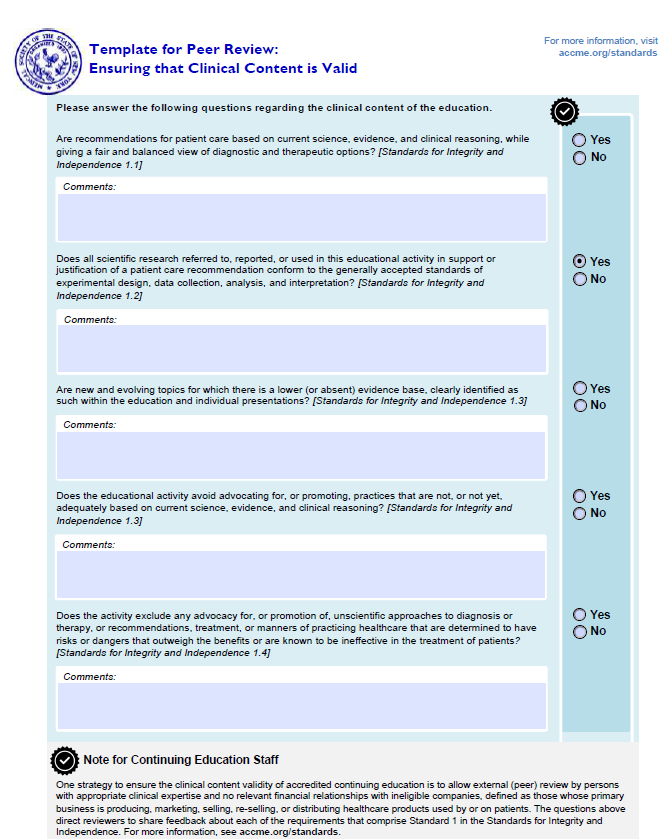 Template for Peer Review:
Ensuring that Clinical Content is Valid
For more information, visit
accme.org/standards
Please answer the following questions regarding the clinical content of the education.
Are recommendations for patient care based on current science, evidence, and clinical reasoning, while
giving a fair and balanced view of diagnostic and therapeutic options? [Standards for Integrity and
Independence 1.1]
Yes
No
Comments:
Does all scientific research referred to, reported, or used in this educational activity in support or
justification of a patient care recommendation conform to the generally accepted standards of
experimental design, data collection, analysis, and interpretation? [Standards for Integrity and
Independence 1.2]
Yes
No
Comments:
Are new and evolving topics for which there is a lower (or absent) evidence base, clearly identified as
such within the education and individual presentations? [Standards for Integrity and Independence 1.3]
Yes
No
Comments:
Does the educational activity avoid advocating for, or promoting, practices that are not, or not yet,
adequately based on current science, evidence, and clinical reasoning? [Standards for Integrity and
Independence 1.3]
Yes
No
Comments:
Does the activity exclude any advocacy for, or promotion of, unscientific approaches to diagnosis or
therapy, or recommendations, treatment, or manners of practicing healthcare that are determined to have
risks or dangers that outweigh the benefits or are known to be ineffective in the treatment of patients?
[Standards for Integrity and Independence 1.4]
Yes
No
Comments:
Note for Continuing Education Staff
One strategy to ensure the clinical content validity of accredited continuing education is to allow external (peer) review by persons
with appropriate clinical expertise and no relevant financial relationships with ineligible companies, defined as those whose primary
business is producing, marketing, selling, re-selling, or distributing healthcare products used by or on patients. The questions above
direct reviewers to share feedback about each of the requirements that comprise Standard 1 in the Standards for Integrity and
Independence. For more information, see accme.org/standards.